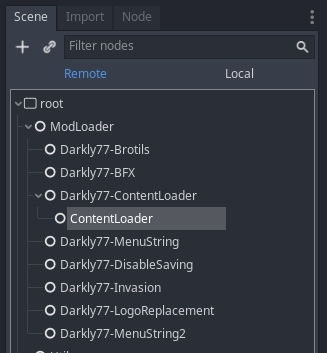 Scene Import Node
Filter nodes
Remote Local
root
ModLoader
Darkly77-Brotils
Darkly77-BFX
Darkly77-ContentLoader
ContentLoader
Darkly77-MenuString
Darkly77-DisableSaving
Darkly77-Invasion
Darkly77-LogoReplacement
Darkly77-MenuString2